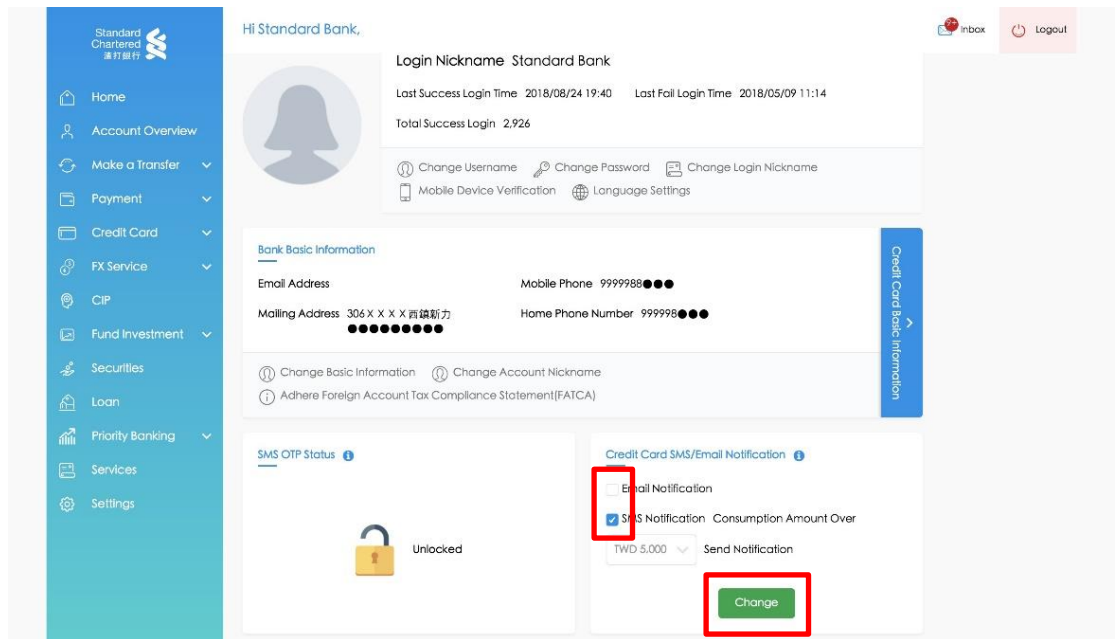 Standard
Chartered
渣打銀行
Hi Standard Bank,
9+
Inbox
Logout
Home
Account Overview
Make a Transfer
Payment
Credit Card
FX Service
CIP
Fund Investment
Securities
Loan
Priority Banking
Services
Settings
Login Nickname Standard Bank
Last Success Login Time 2018/08/24 19:40 Last Fail Login Time 2018/05/09 11:14
Total Success Login 2,926
Change Username Change Password Change Login Nickname
Mobile Device Verification Language Settings
Bank Basic Information
Email Address Mobile Phone 9999988●●●
Mailing Address 306ⅩⅩⅩⅩ西鎮新力 Home Phone Number 999998●●●
●●●●●●●●●
Change Basic Information Change Account Nickname
Adhere Foreign Account Tax Compliance Statement(FATCA)
Credit Card Basic Information
SMS OTP Status
Unlocked
Credit Card SMS/Email Notification
Email Notification
SMS Notification Consumption Amount Over
TWD 5.000 Send Notification
Change